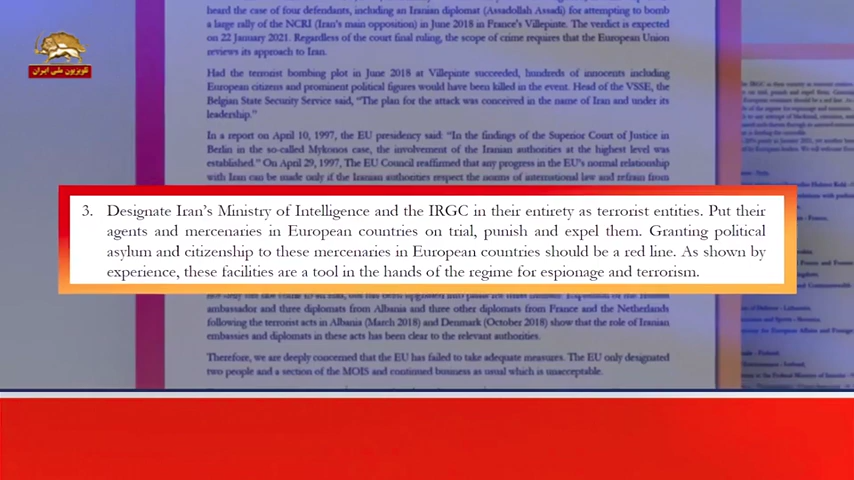 heard the case of four defendants, including an Iranian diplomat (Assadollah Assadi) for attempting to bomb
a large rally of the NCRI (Iran's main opposition) in June 2018 in France's Villepinte. The verdict is expected
on 22 January 2021. Regardless of the court final ruling, the scope of crime requires that the European Union
reviews its approach to Iran.
Had the terrorist bombing plot in June 2018 at Villepinte succeeded, hundreds of innocents including
European citizens and prominent political figures would have been killed in the event. Head of the VSSE, the
Belgian State Security Service said, “The plan for the attack was conceived in the name of Iran and under its
leadership.”
In a report on April 10, 1997, the EU presidency said: “In the findings of the Superior Court of Justice in
Berlin in the so-called Mykonos case, the involvement of the Iranian authorities at the highest level was
established.” On April 29, 1997, The EU Council reaffirmed that any progress in the EU's normal relationship
with Iran can be made only if the Iranian authorities respect the norms of international law and refrain from
3. Designate Iran's Ministry of Intelligence and the IRGC in their entirety as terrorist entities. Put their
agents and mercenaries in European countries on trial, punish and expel them. Granting political
asylum and citizenship to these mercenaries in European countries should be a red line. As shown by
experience, these facilities are a tool in the hands of the regime for espionage and terrorism.
ambassador and three diplomats from Albania and three other diplomats from France and the Netherlands
following the terrorist acts in Albania (March 2018) and Denmark (October 2018) show that the role of Iranian
embassies and diplomats in these acts has been clear to the relevant authorities.
Therefore, we are deeply concerned that the EU has failed to take adequate measures. The EU only designated
two people and a section of the MOIS and continued business as usual which is unacceptable.
تلویزیون ملی ایران